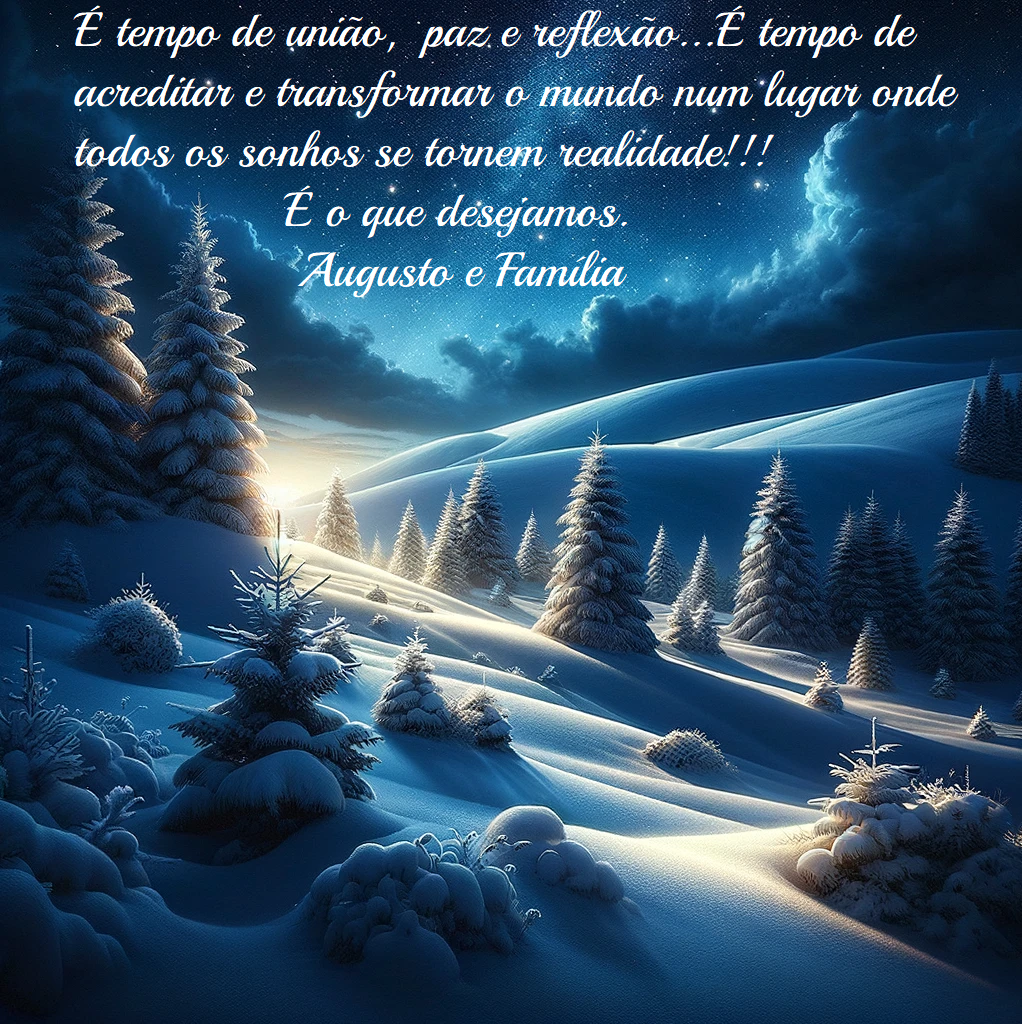 É tempo de união, paz e reflexão...É tempo de
acreditar e transformar o mundo num lugar onde
todos os sonhos se tornem realidade!!!
É o que desejamos.
Augusto e Família